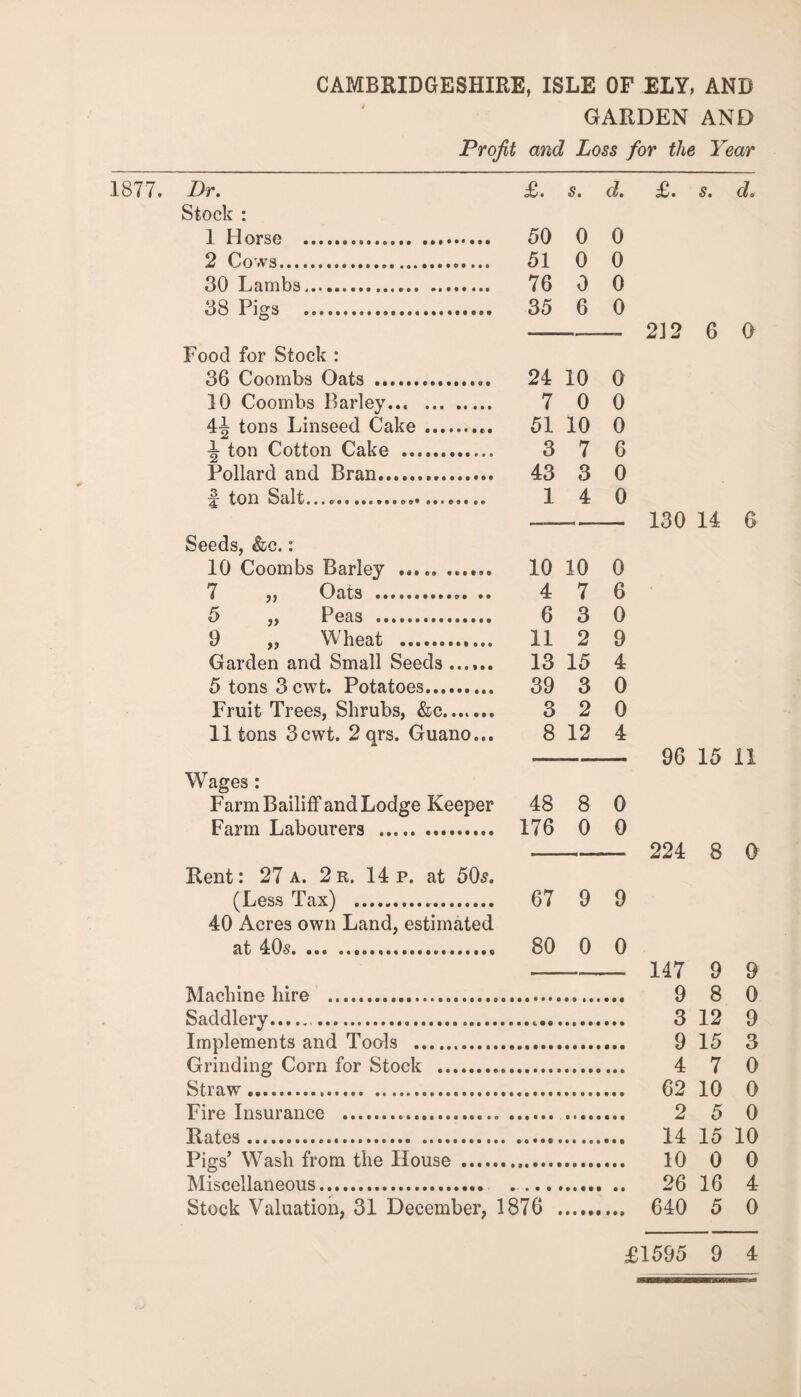 CAMBRIDGESHIRE, ISLE OF ELY, AND
GARDEN AND
Profit and Loss for the Year
1877. Dr. £. s. d. £. s. d.
Stock :
1 Horse ........................ 50 0 0
2 Cows........................ 51 0 0
30 Lambs........................ 76 0 0
38 Pigs ........................ 35 6 0
212 6 0
Food for Stock :
36 Coombs Oats ................. 24 10 0
10 Coombs Barley... ... ...... 7 0 0
4½ tons Linseed Cake ......... 51 10 0
½ ton Cotton Cake ............ 3 7 6
Pollard and Bran............... 43 3 0
¾ ton Salt........................ 1 4 0
130 14 6
Seeds, &c. :
10 Coombs Barley ........... 10 10 0
7 „ Oats ............... 4 7 6
5 „ Peas ............... 6 3 0
9 „ Wheat ............ 11 2 9
Garden and Small Seeds ...... 13 15 4
5 tons 3 cwt. Potatoes.......... 39 3 0
Fruit Trees, Shrubs, &c....... 3 2 0
11 tons 3cwt. 2 qrs. Guano... 8 12 4
96 15 11
Wages :
Farm Bailiff and Lodge Keeper 48 8 0
Farm Labourers ............... 176 0 0
224 8 0
Rent: 27 A. 2 R. 14 P. at 50s.
(Less Tax) ..................... 67 9 9
40 Acres own Land, estimated
at 40s. ........................ 80 0 0
147 9 9
Machine hire .............................. 9 8 0
Saddlery.................................... 3 12 9
Implements and Tools ........................ 9 15 3
Grinding Corn for Stock ..................... 4 7 0
Straw ....................................... 62 10 0
Fire Insurance .............................. 2 5 0
Rates ....................................... 14 15 10
Pigs' Wash from the House ................... 10 0 0
Miscellaneous................................ 26 16 4
Stock Valuation, 31 December, 1876 ......... 640 5 0
£1595 9 4